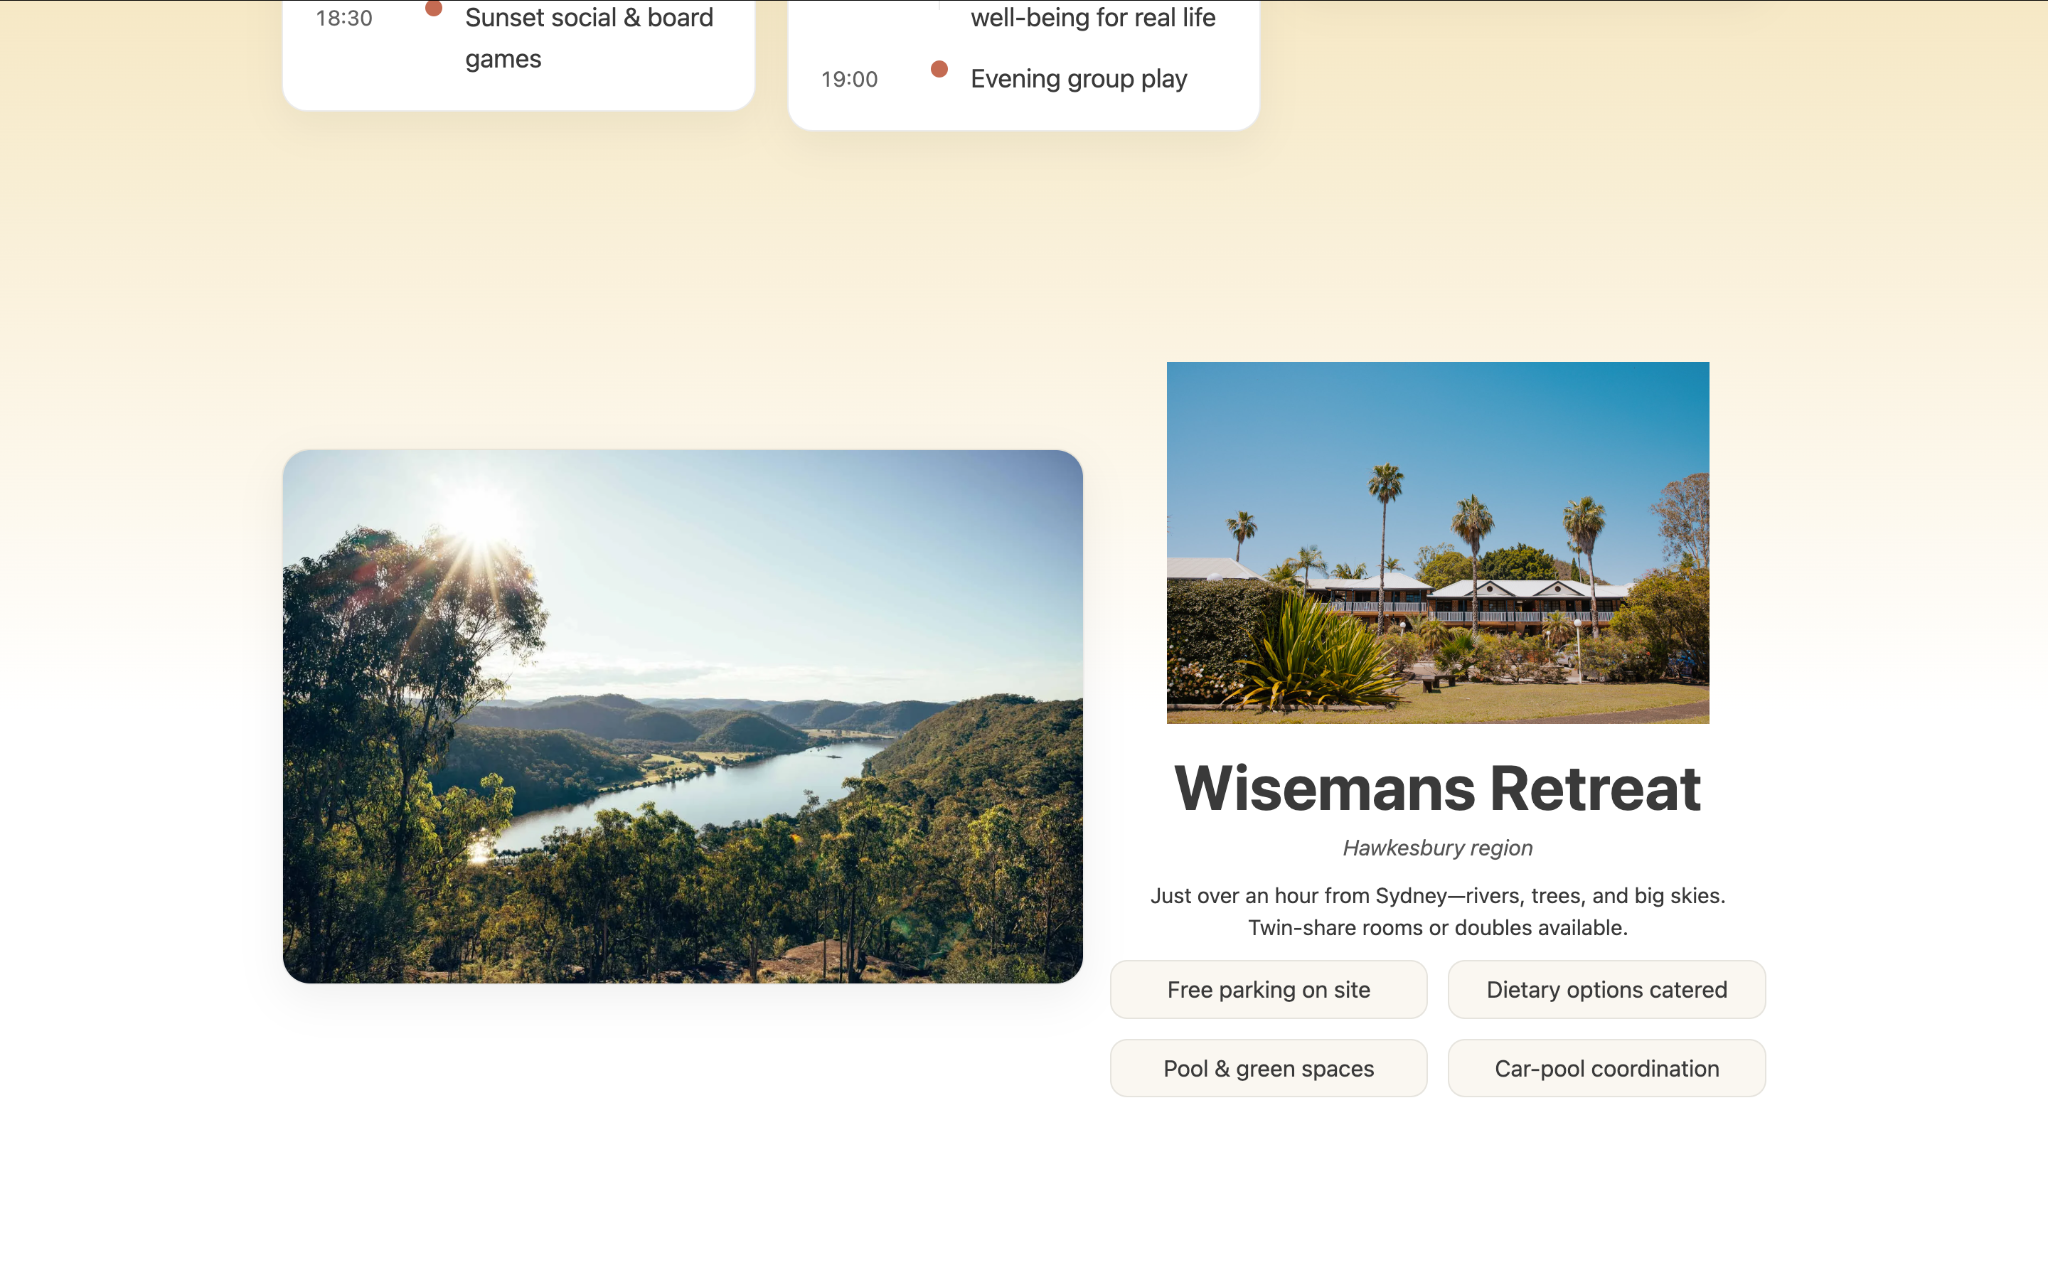 18:30
Sunset social & board
games
well-being for real life
19:00
Evening group play
Wisemans Retreat
Hawkesbury region
Just over an hour from Sydney—rivers, trees, and big skies.
Twin-share rooms or doubles available.
Free parking on site
Dietary options catered
Pool & green spaces
Car-pool coordination